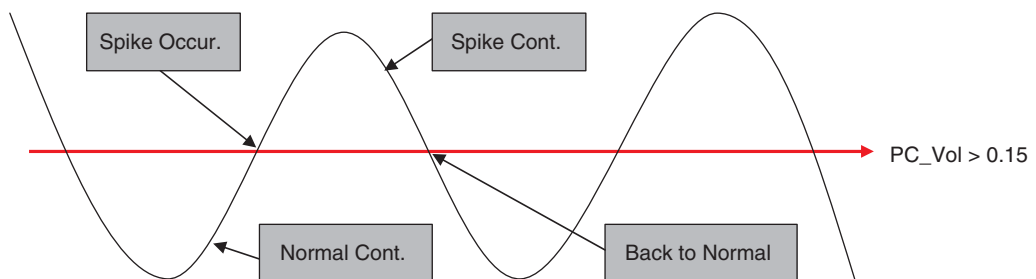 Spike Occur.
Spike Cont.
PC_Vol > 0.15
Normal Cont.
Back to Normal